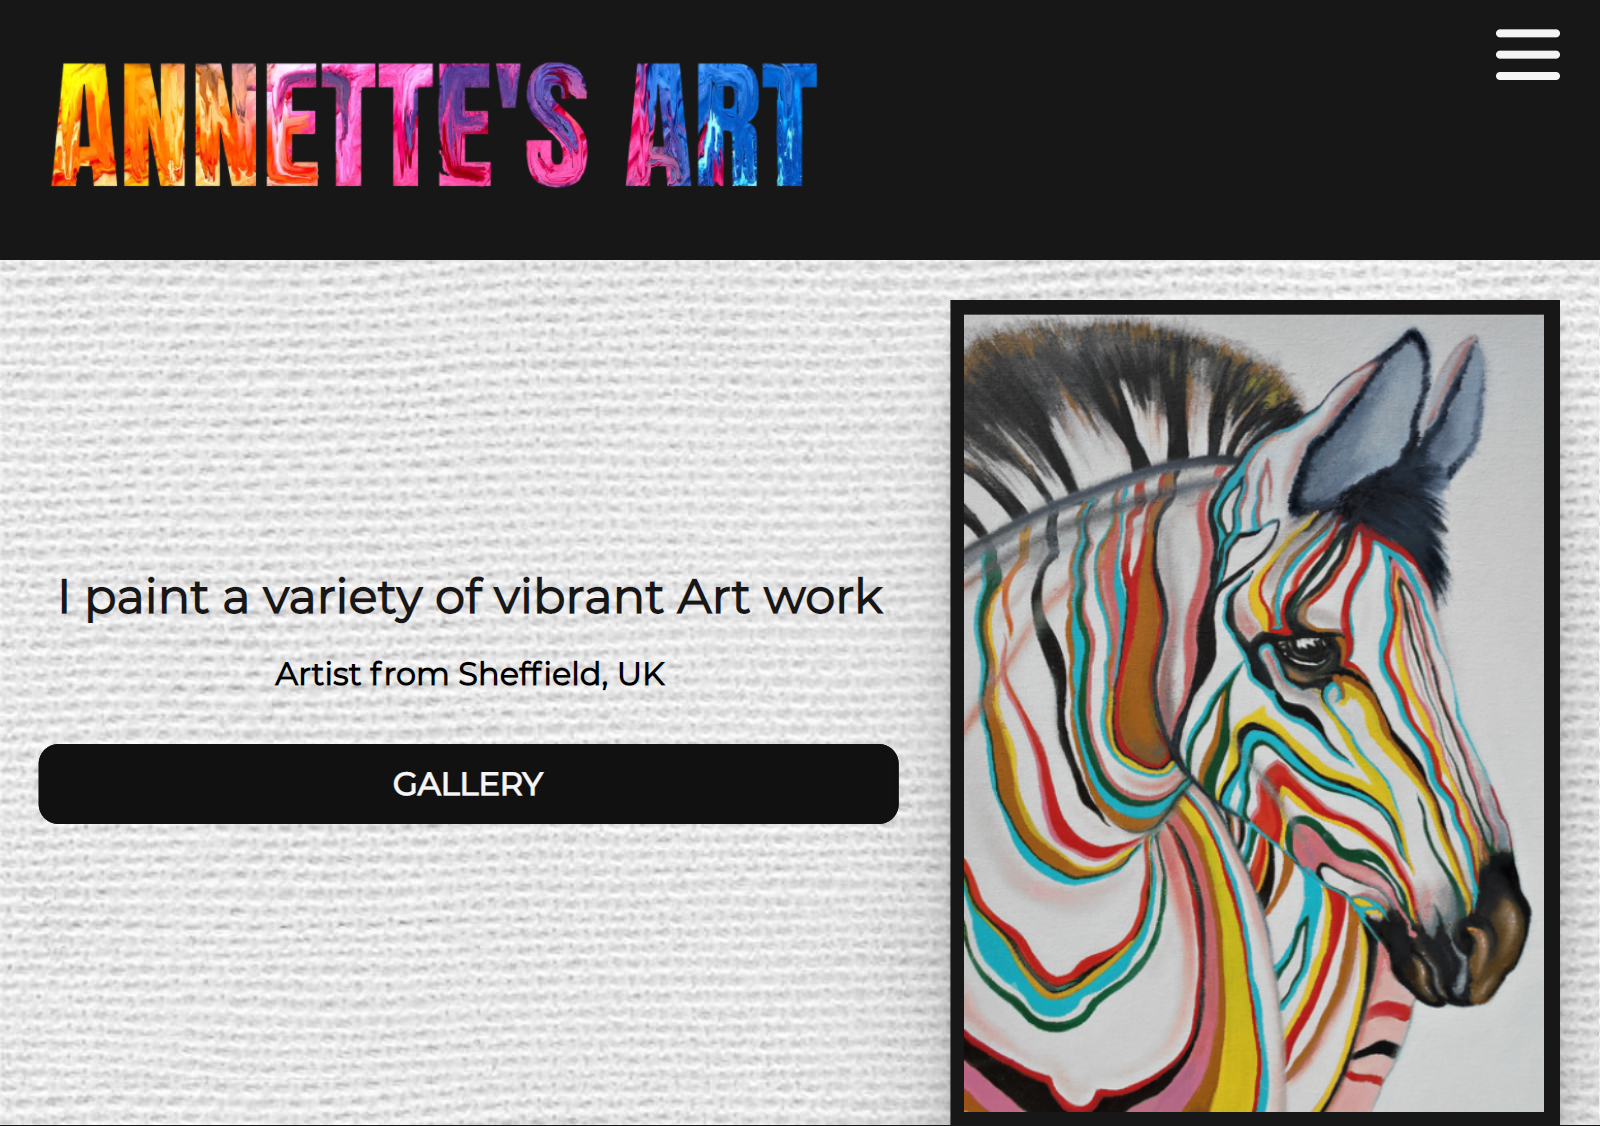 ANNETTE'S ART
I paint a variety of vibrant Art work
Artist from Sheffield, UK
GALLERY